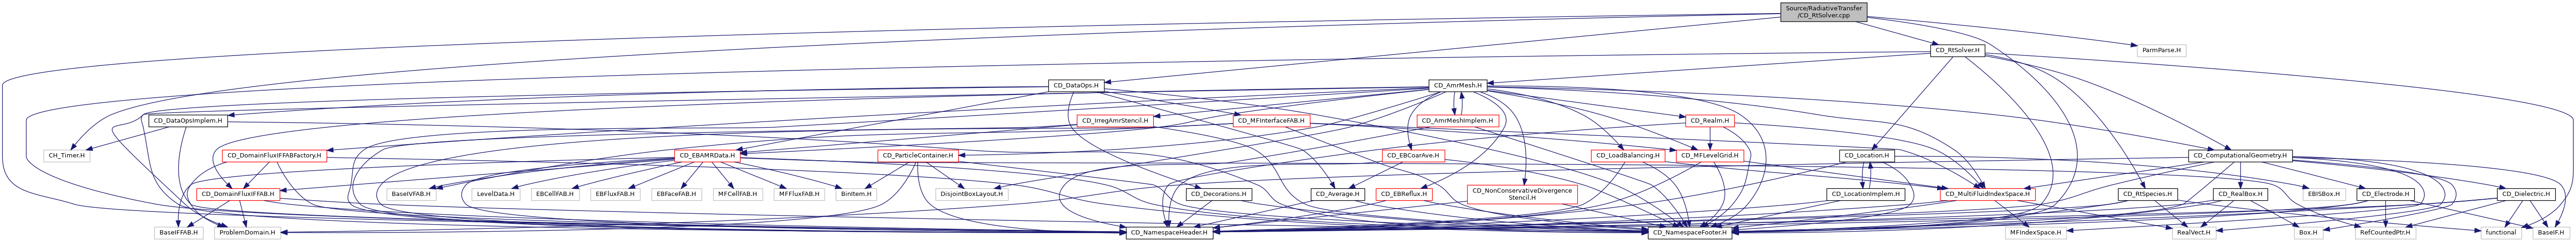 Source/RadiativeTransfer
/CD_RtSolver.cpp
ParmParse.H
CD_RtSolver.H
CD_DataOps.H
CD_AmrMesh.H
CD_DataOpsImplem.H
CD_IrregAmrStencil.H
CD_MFInterfaceFAB.H
CD_AmrMeshImplem.H
CD_Realm.H
CH_Timer.H
CD_DomainFluxIFFABFactory.H
CD_EBAMRData.H
CD_ParticleContainer.H
CD_EBCoarAve.H
CD_LoadBalancing.H
CD_MFLevelGrid.H
CD_Location.H
CD_ComputationalGeometry.H
CD_DomainFluxIFFAB.H
BaseIVFAB.H
LevelData.H
EBCellFAB.H
EBFluxFAB.H
EBFaceFAB.H
MFCellFAB.H
MFFluxFAB.H
BinItem.H
DisjointBoxLayout.H
CD_Decorations.H
CD_Average.H
CD_EBReflux.H
CD_NonConservativeDivergence
Stencil.H
CD_LocationImplem.H
CD_MultiFluidIndexSpace.H
CD_RtSpecies.H
CD_RealBox.H
EBISBox.H
CD_Electrode.H
CD_Dielectric.H
BaseIFFAB.H
ProblemDomain.H
CD_NamespaceHeader.H
CD_NamespaceFooter.H
MFIndexSpace.H
RealVect.H
Box.H
RefCountedPtr.H
functional
BaseIF.H